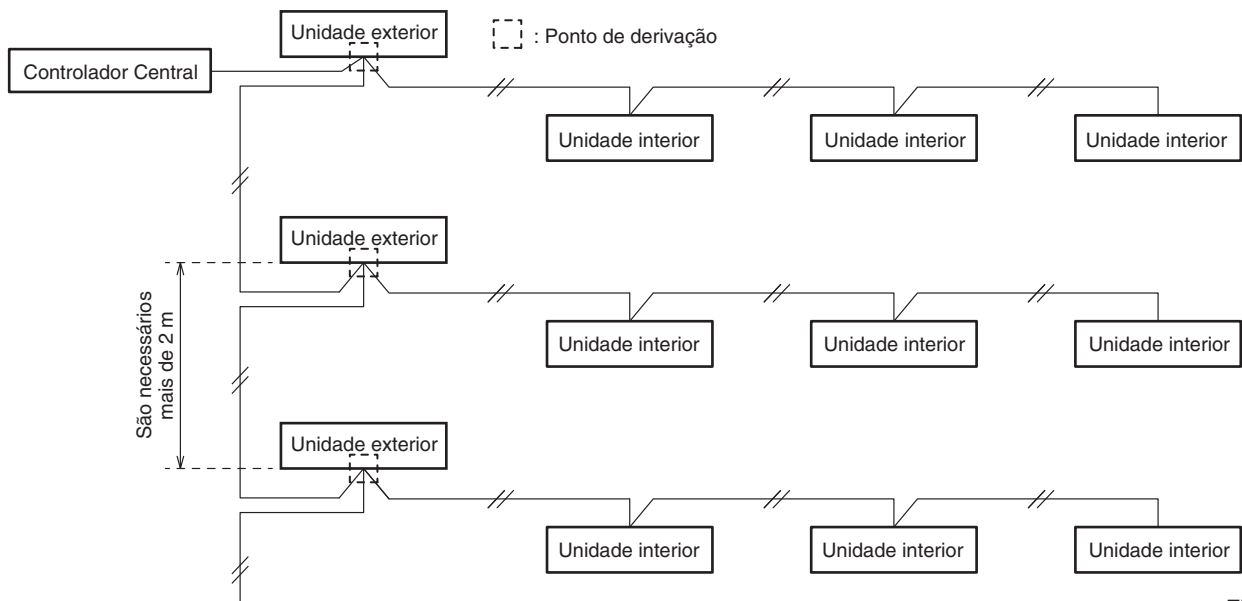 Unidade exterior
: Ponto de derivação
Controlador Central
Unidade interior
Unidade interior
Unidade interior
Unidade exterior
São necessários
mais de 2 m
Unidade interior
Unidade interior
Unidade interior
Unidade exterior
Unidade interior
Unidade interior
Unidade interior